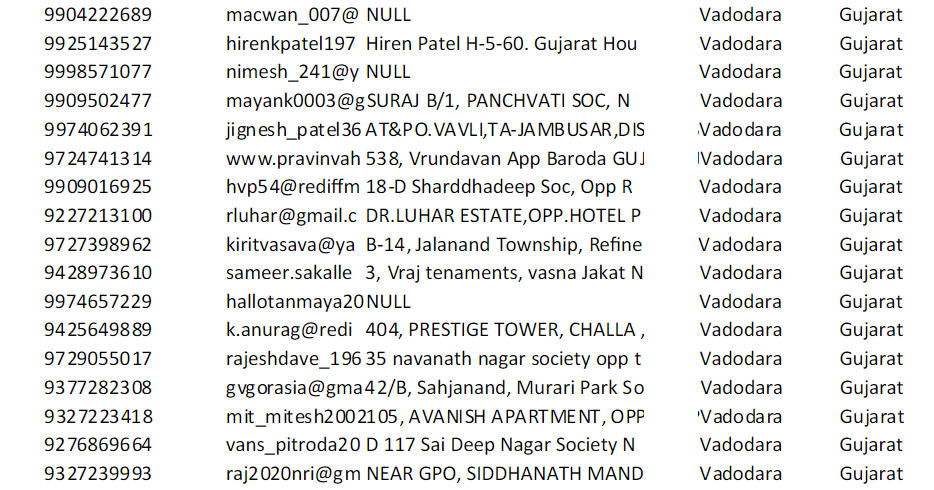 9904222689 macwan_007@ NULL Vadodara Gujarat
9925143527 hirenkpatel197 Hiren Patel H-5-60. Gujarat Hou Vadodara Gujarat
9998571077 nimesh_241@y NULL Vadodara Gujarat
9909502477 mayank0003@g SURAJ B/1, PANCHVATI SOC, N Vadodara Gujarat
9974062391 jignesh_patel36 AT&PO.VAVLI,TA-JAMBUSAR,DIS Vadodara Gujarat
9724741314 www.pravinvah 538, Vrundavan App Baroda GUJ Vadodara Gujarat
9909016925 hvp54@rediffm 18-D Sharddhadeep Soc, Opp R Vadodara Gujarat
9227213100 rluhar@gmail.c DR.LUHAR ESTATE,OPP.HOTEL P Vadodara Gujarat
9727398962 kiritvasava@ya B-14, Jalanand Township, Refine Vadodara Gujarat
9428973610 sameer.sakalle 3, Vraj tenaments, vasna Jakat N Vadodara Gujarat
9974657229 hallotanmaya20 NULL Vadodara Gujarat
9425649889 k.anurag@redi 404, PRESTIGE TOWER, CHALLA , Vadodara Gujarat
9729055017 rajeshdave_196 35 navanath nagar society opp t Vadodara Gujarat
9377282308 gvgorasia@gma 42/B, Sahjanand, Murari Park So Vadodara Gujarat
9327223418 mit_mitesh2002 105, AVANISH APARTMENT, OPP Vadodara Gujarat
9276869664 vans_pitroda20 D 117 Sai Deep Nagar Society N Vadodara Gujarat
9327239993 raj2020nri@gm NEAR GPO, SIDDHANATH MAND Vadodara Gujarat